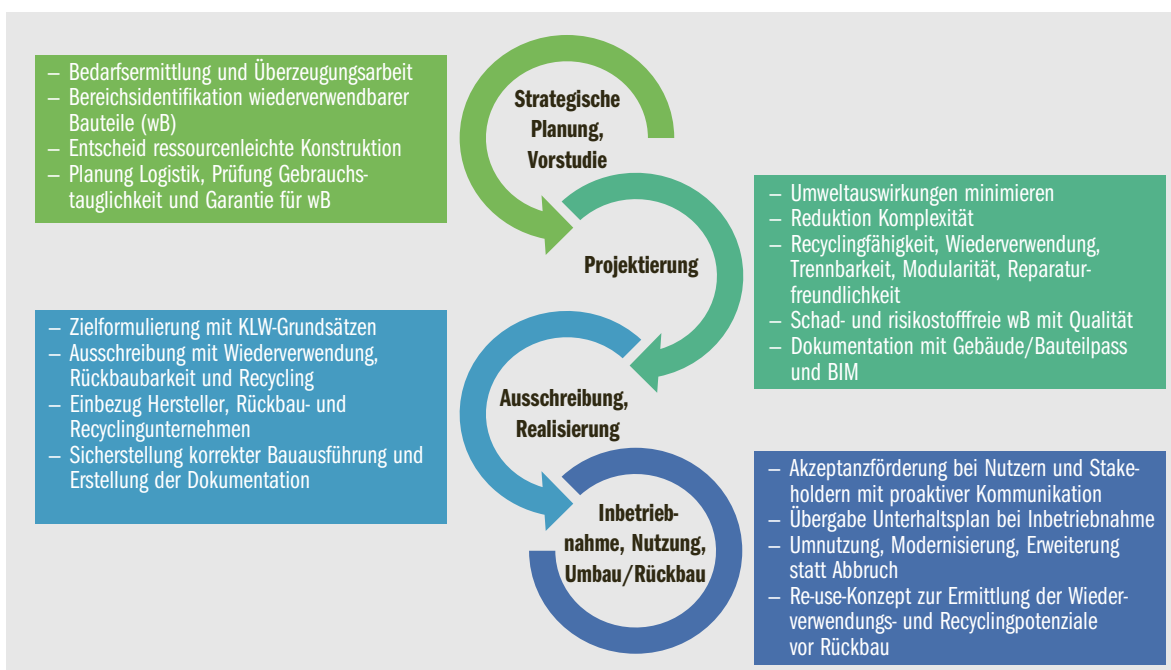 – Bedarfsermittlung und Überzeugungsarbeit
– Bereichsidentifikation wiederverwendbarer
Bauteile (wB)
– Entscheid ressourcenleichte Konstruktion
– Planung Logistik, Prüfung Gebrauchs-
tauglichkeit und Garantie für wB
Strategische
Planung,
Vorstudie
Projektierung
– Umweltauswirkungen minimieren
– Reduktion Komplexität
– Recyclingfähigkeit, Wiederverwendung,
Trennbarkeit, Modularität, Reparatur-
freundlichkeit
– Schad- und risikostofffreie wB mit Qualität
– Dokumentation mit Gebäude/Bauteilpass
und BIM
– Zielformulierung mit KLW-Grundsätzen
– Ausschreibung mit Wiederverwendung,
Rückbaubarkeit und Recycling
– Einbezug Hersteller, Rückbau- und
Recyclingunternehmen
– Sicherstellung korrekter Bauausführung und
Erstellung der Dokumentation
Ausschreibung,
Realisierung
Inbetrieb-
nahme, Nutzung,
Umbau/Rückbau
– Akzeptanzförderung bei Nutzern und Stake-
holdern mit proaktiver Kommunikation
– Übergabe Unterhaltsplan bei Inbetriebnahme
– Umnutzung, Modernisierung, Erweiterung
statt Abbruch
– Re-use-Konzept zur Ermittlung der Wieder-
verwendungs- und Recyclingpotenziale
vor Rückbau